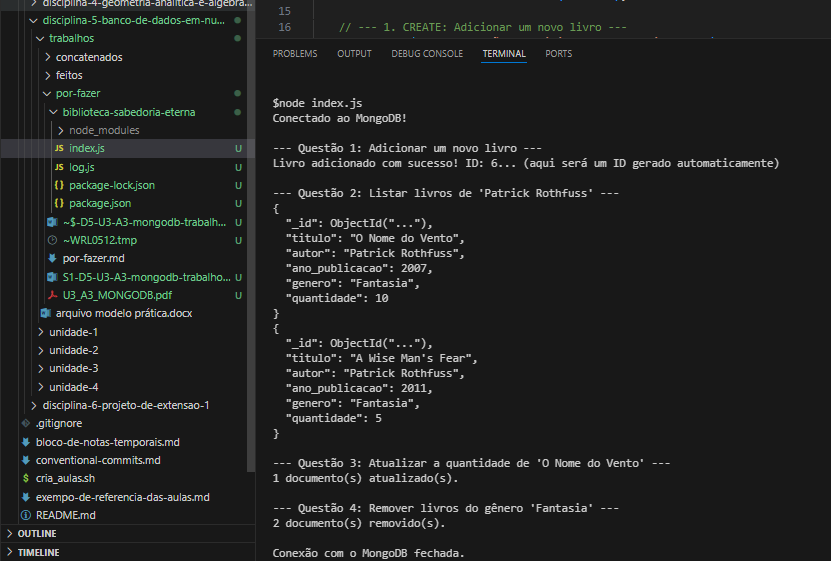 disciplina-4-geometria-analitica-e-algebra...
disciplina-5-banco-de-dados-em-nu...
trabalhos
concatenados
feitos
por-fazer
biblioteca-sabedoria-eterna
node_modules
JS index.js U
JS log.js U
{} package-lock.json U
{} package.json U
~$-D5-U3-A3-mongodb-trabalh... U
~WRL0512.tmp U
por-fazer.md
S1-D5-U3-A3-mongodb-trabalho... U
U3_A3_MONGODB.pdf U
arquivo modelo prática.docx
unidade-1
unidade-2
unidade-3
unidade-4
disciplina-6-projeto-de-extensao-1
.gitignore
bloco-de-notas-temporais.md
conventional-commits.md
$ cria_aulas.sh
exempo-de-referencia-das-aulas.md
README.md
OUTLINE
TIMELINE
15
16 // --- 1. CREATE: Adicionar um novo livro ---
PROBLEMS OUTPUT DEBUG CONSOLE TERMINAL PORTS
$node index.js
Conectado ao MongoDB!
--- Questão 1: Adicionar um novo livro ---
Livro adicionado com sucesso! ID: 6... (aqui será um ID gerado automaticamente)
--- Questão 2: Listar livros de 'Patrick Rothfuss' ---
{
"_id": ObjectId("..."),
"titulo": "O Nome do Vento",
"autor": "Patrick Rothfuss",
"ano_publicacao": 2007,
"genero": "Fantasia",
"quantidade": 10
}
{
"_id": ObjectId("..."),
"titulo": "A Wise Man's Fear",
"autor": "Patrick Rothfuss",
"ano_publicacao": 2011,
"genero": "Fantasia",
"quantidade": 5
}
--- Questão 3: Atualizar a quantidade de 'O Nome do Vento' ---
1 documento(s) atualizado(s).
--- Questão 4: Remover livros do gênero 'Fantasia' ---
2 documento(s) removido(s).
Conexão com o MongoDB fechada.